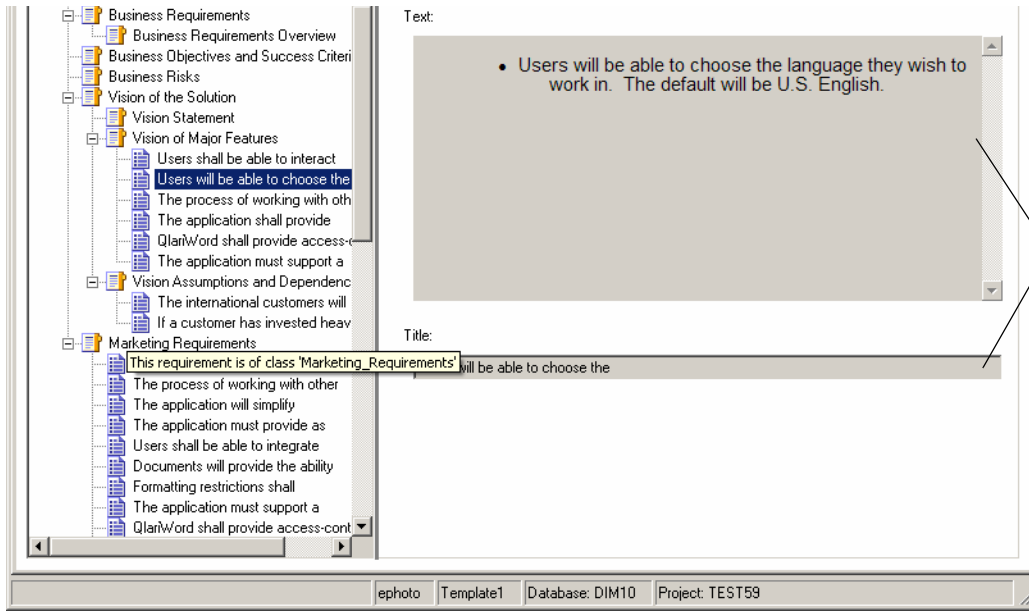 Business Requirements
Business Requirements Overview
Business Objectives and Success Criteri
Business Risks
Vision of the Solution
Vision Statement
Vision of Major Features
Users shall be able to interact
Users will be able to choose the
The process of working with oth
The application shall provide
QlariWord shall provide access-c
The application must support a
Vision Assumptions and Dependenc
The international customers will
If a customer has invested heav
Marketing Requirements
This requirement is of class 'Marketing_Requirements'
The process of working with other
The application will simplify
The application must provide as
Users shall be able to integrate
Documents will provide the ability
Formatting restrictions shall
The application must support a
QlariWord shall provide access-cont
Text:
• Users will be able to choose the language they wish to
work in. The default will be U.S. English.
Title:
will be able to choose the
ephoto Template1 Database: DIM10 Project: TEST59